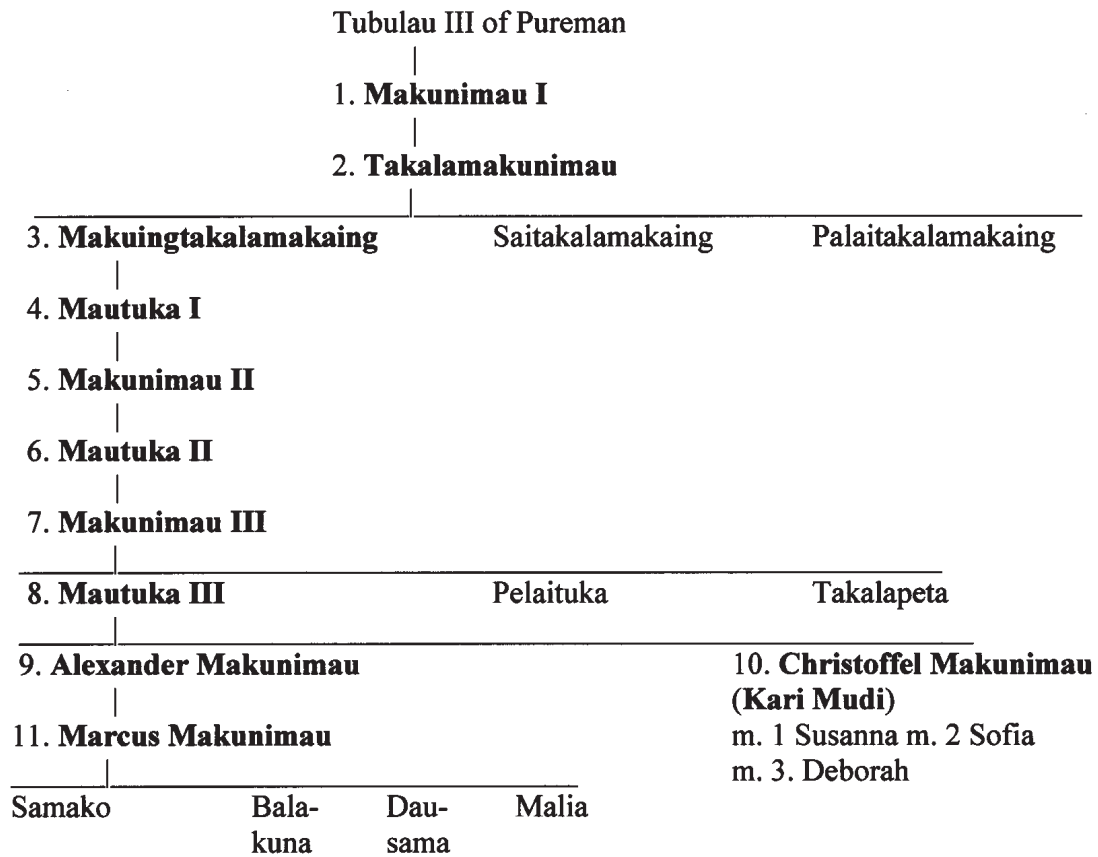 Tubulau III of Pureman
1. Makunimau I
2. Takalamakunimau
3. Makuingtakalamakaing Saitakalamakaing Palaitakalamakaing
4. Mautuka I
5. Makunimau II
6. Mautuka II
7. Makunimau III
8. Mautuka III Pelaituka Takalapeta
9. Alexander Makunimau 10. Christoffel Makunimau
(Kari Mudi)
11. Marcus Makunimau m. 1 Susanna m. 2 Sofia
m. 3. Deborah
Samako Bala- Dau- Malia
kuna sama